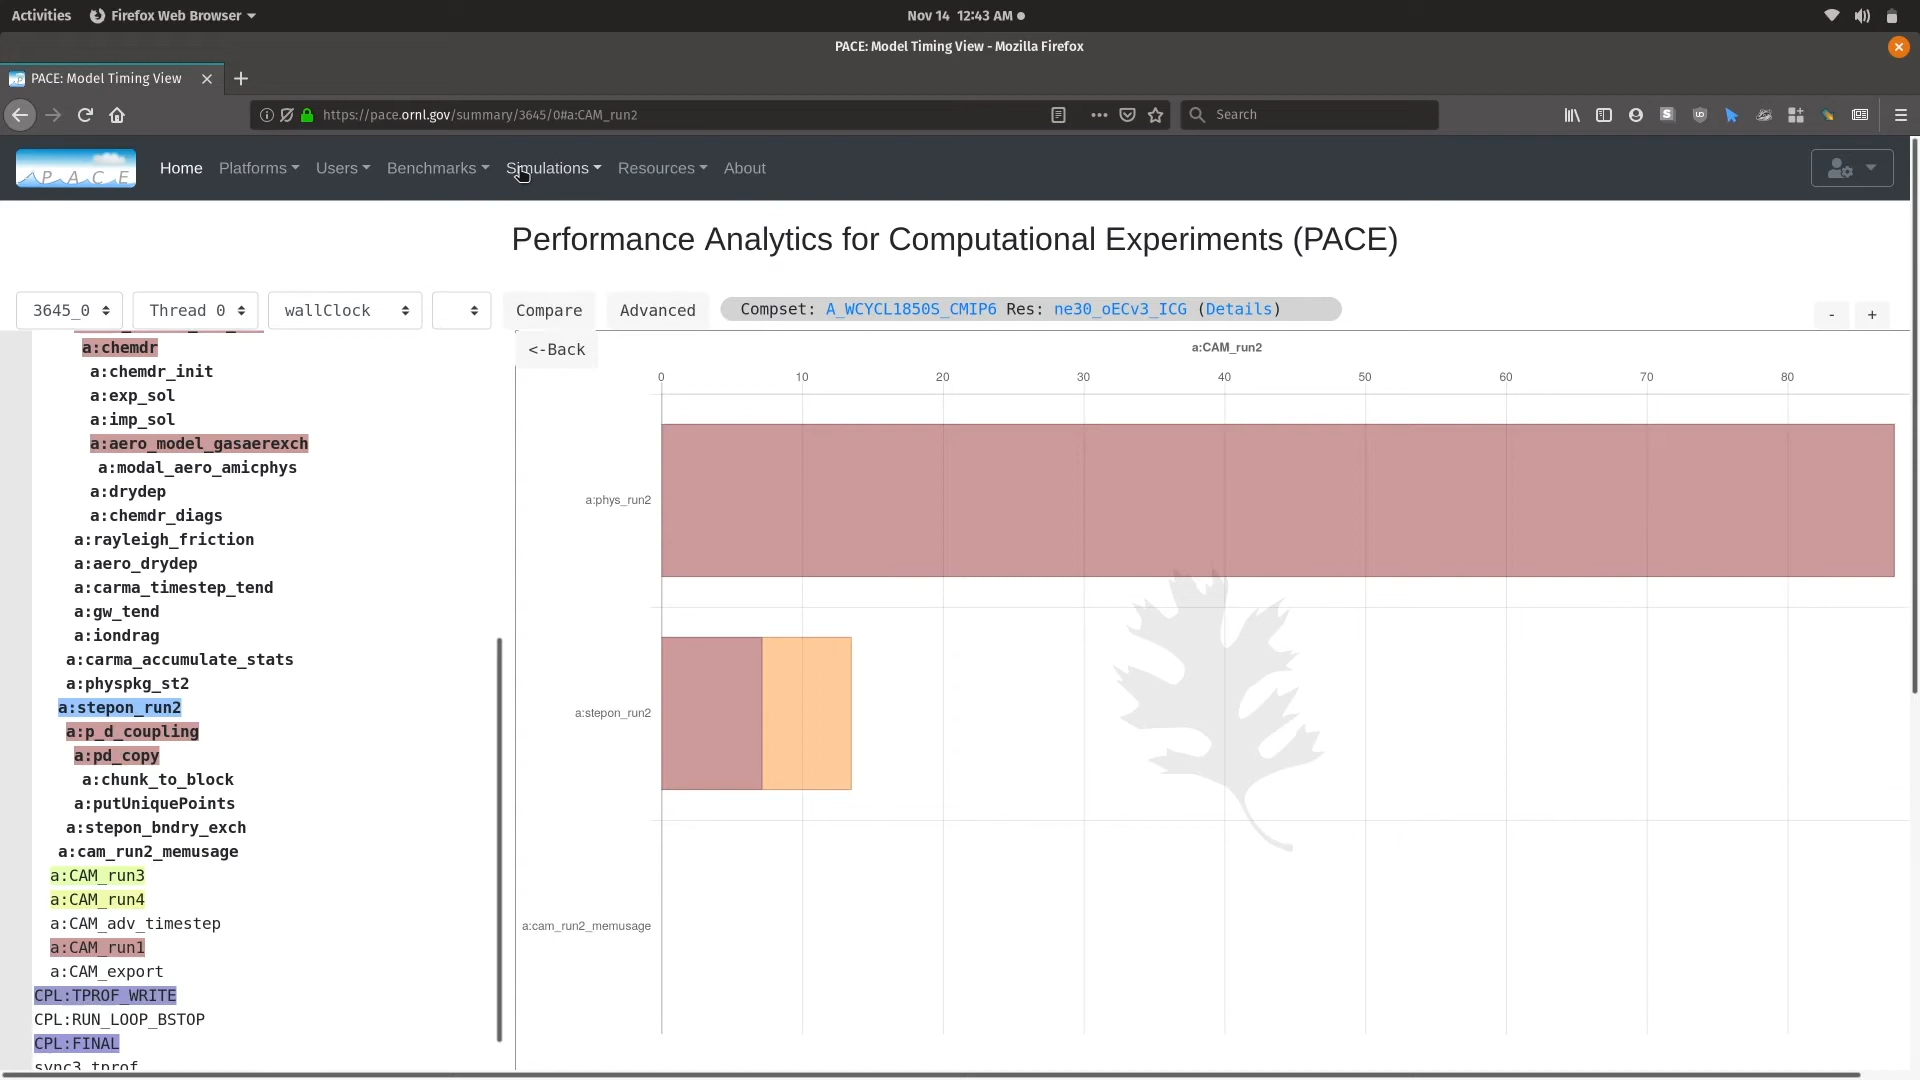 Activities Firefox Web Browser Nov 14 12:43 AM
PACE: Model Timing View - Mozilla Firefox
PACE: Model Timing View
https://pace.ornl.gov/summary/3645/0#a:CAM_run2 Search
PACE Home Platforms Users Benchmarks Simulations Resources About
Performance Analytics for Computational Experiments (PACE)
3645_0 Thread 0 wallClock Compare Advanced Compset: A_WCYCL1850S_CMIP6 Res: ne30_oECv3_ICG (Details) - +
<-Back
a:chemdr
a:chemdr_init
a:exp_sol
a:imp_sol
a:aero_model_gasaerexch
a:modal_aero_amicphys
a:drydep
a:chemdr_diags
a:rayleigh_friction
a:aero_drydep
a:carma_timestep_tend
a:gw_tend
a:iondrag
a:carma_accumulate_stats
a:physpkg_st2
a:stepon_run2
a:p_d_coupling
a:pd_copy
a:chunk_to_block
a:putUniquePoints
a:stepon_bndry_exch
a:cam_run2_memusage
a:CAM_run3
a:CAM_run4
a:CAM_adv_timestep
a:CAM_run1
a:CAM_export
CPL:TPROF_WRITE
CPL:RUN_LOOP_BSTOP
CPL:FINAL
sync3_tprof
a:CAM_run2
0 10 20 30 40 50 60 70 80
a:phys_run2
a:stepon_run2
a:cam_run2_memusage